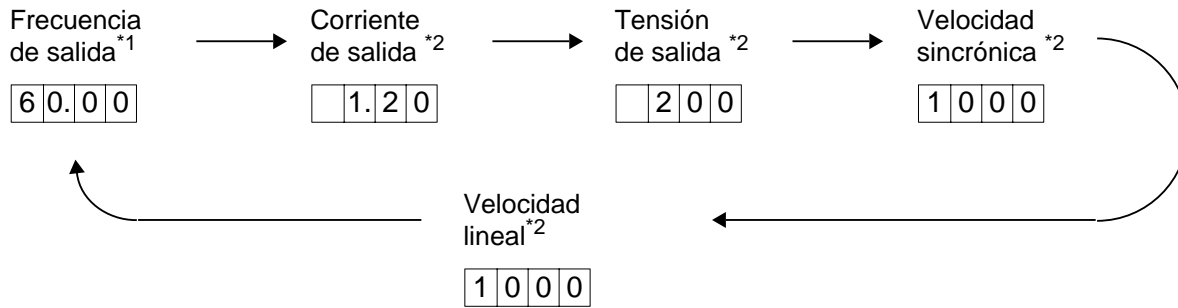 Frecuencia
de salida*1
60.00
Corriente
de salida *2
1.20
Tensión
de salida *2
200
Velocidad
sincrónica *2
1000
Velocidad
lineal*2
1000